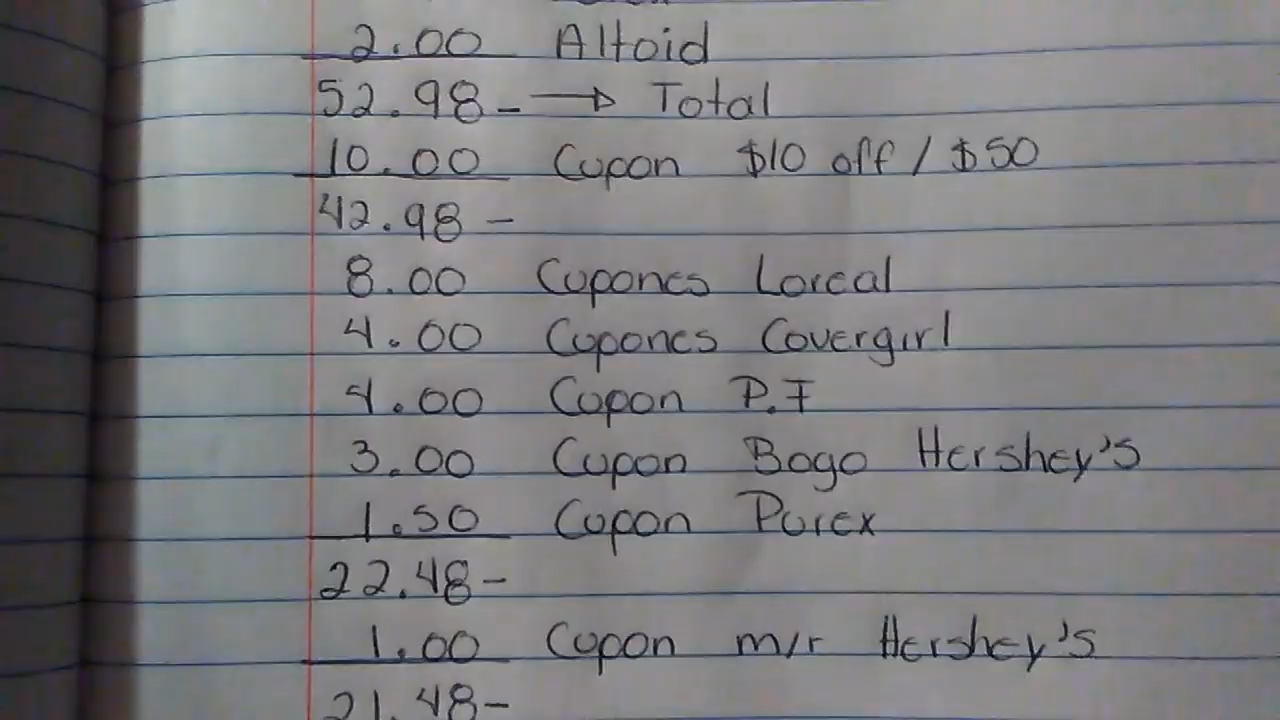 2.00 Altoid
52.98- → Total
10.00 Cupon $10 off / $50
42.98 -
8.00 Cupones Loreal
4.00 Cupones Covergirl
4.00 Cupon P.F
3.00 Cupon Bogo Hershey's
1.50 Cupon Purex
22.48-
1.00 Cupon m/r Hershey's
21.48-